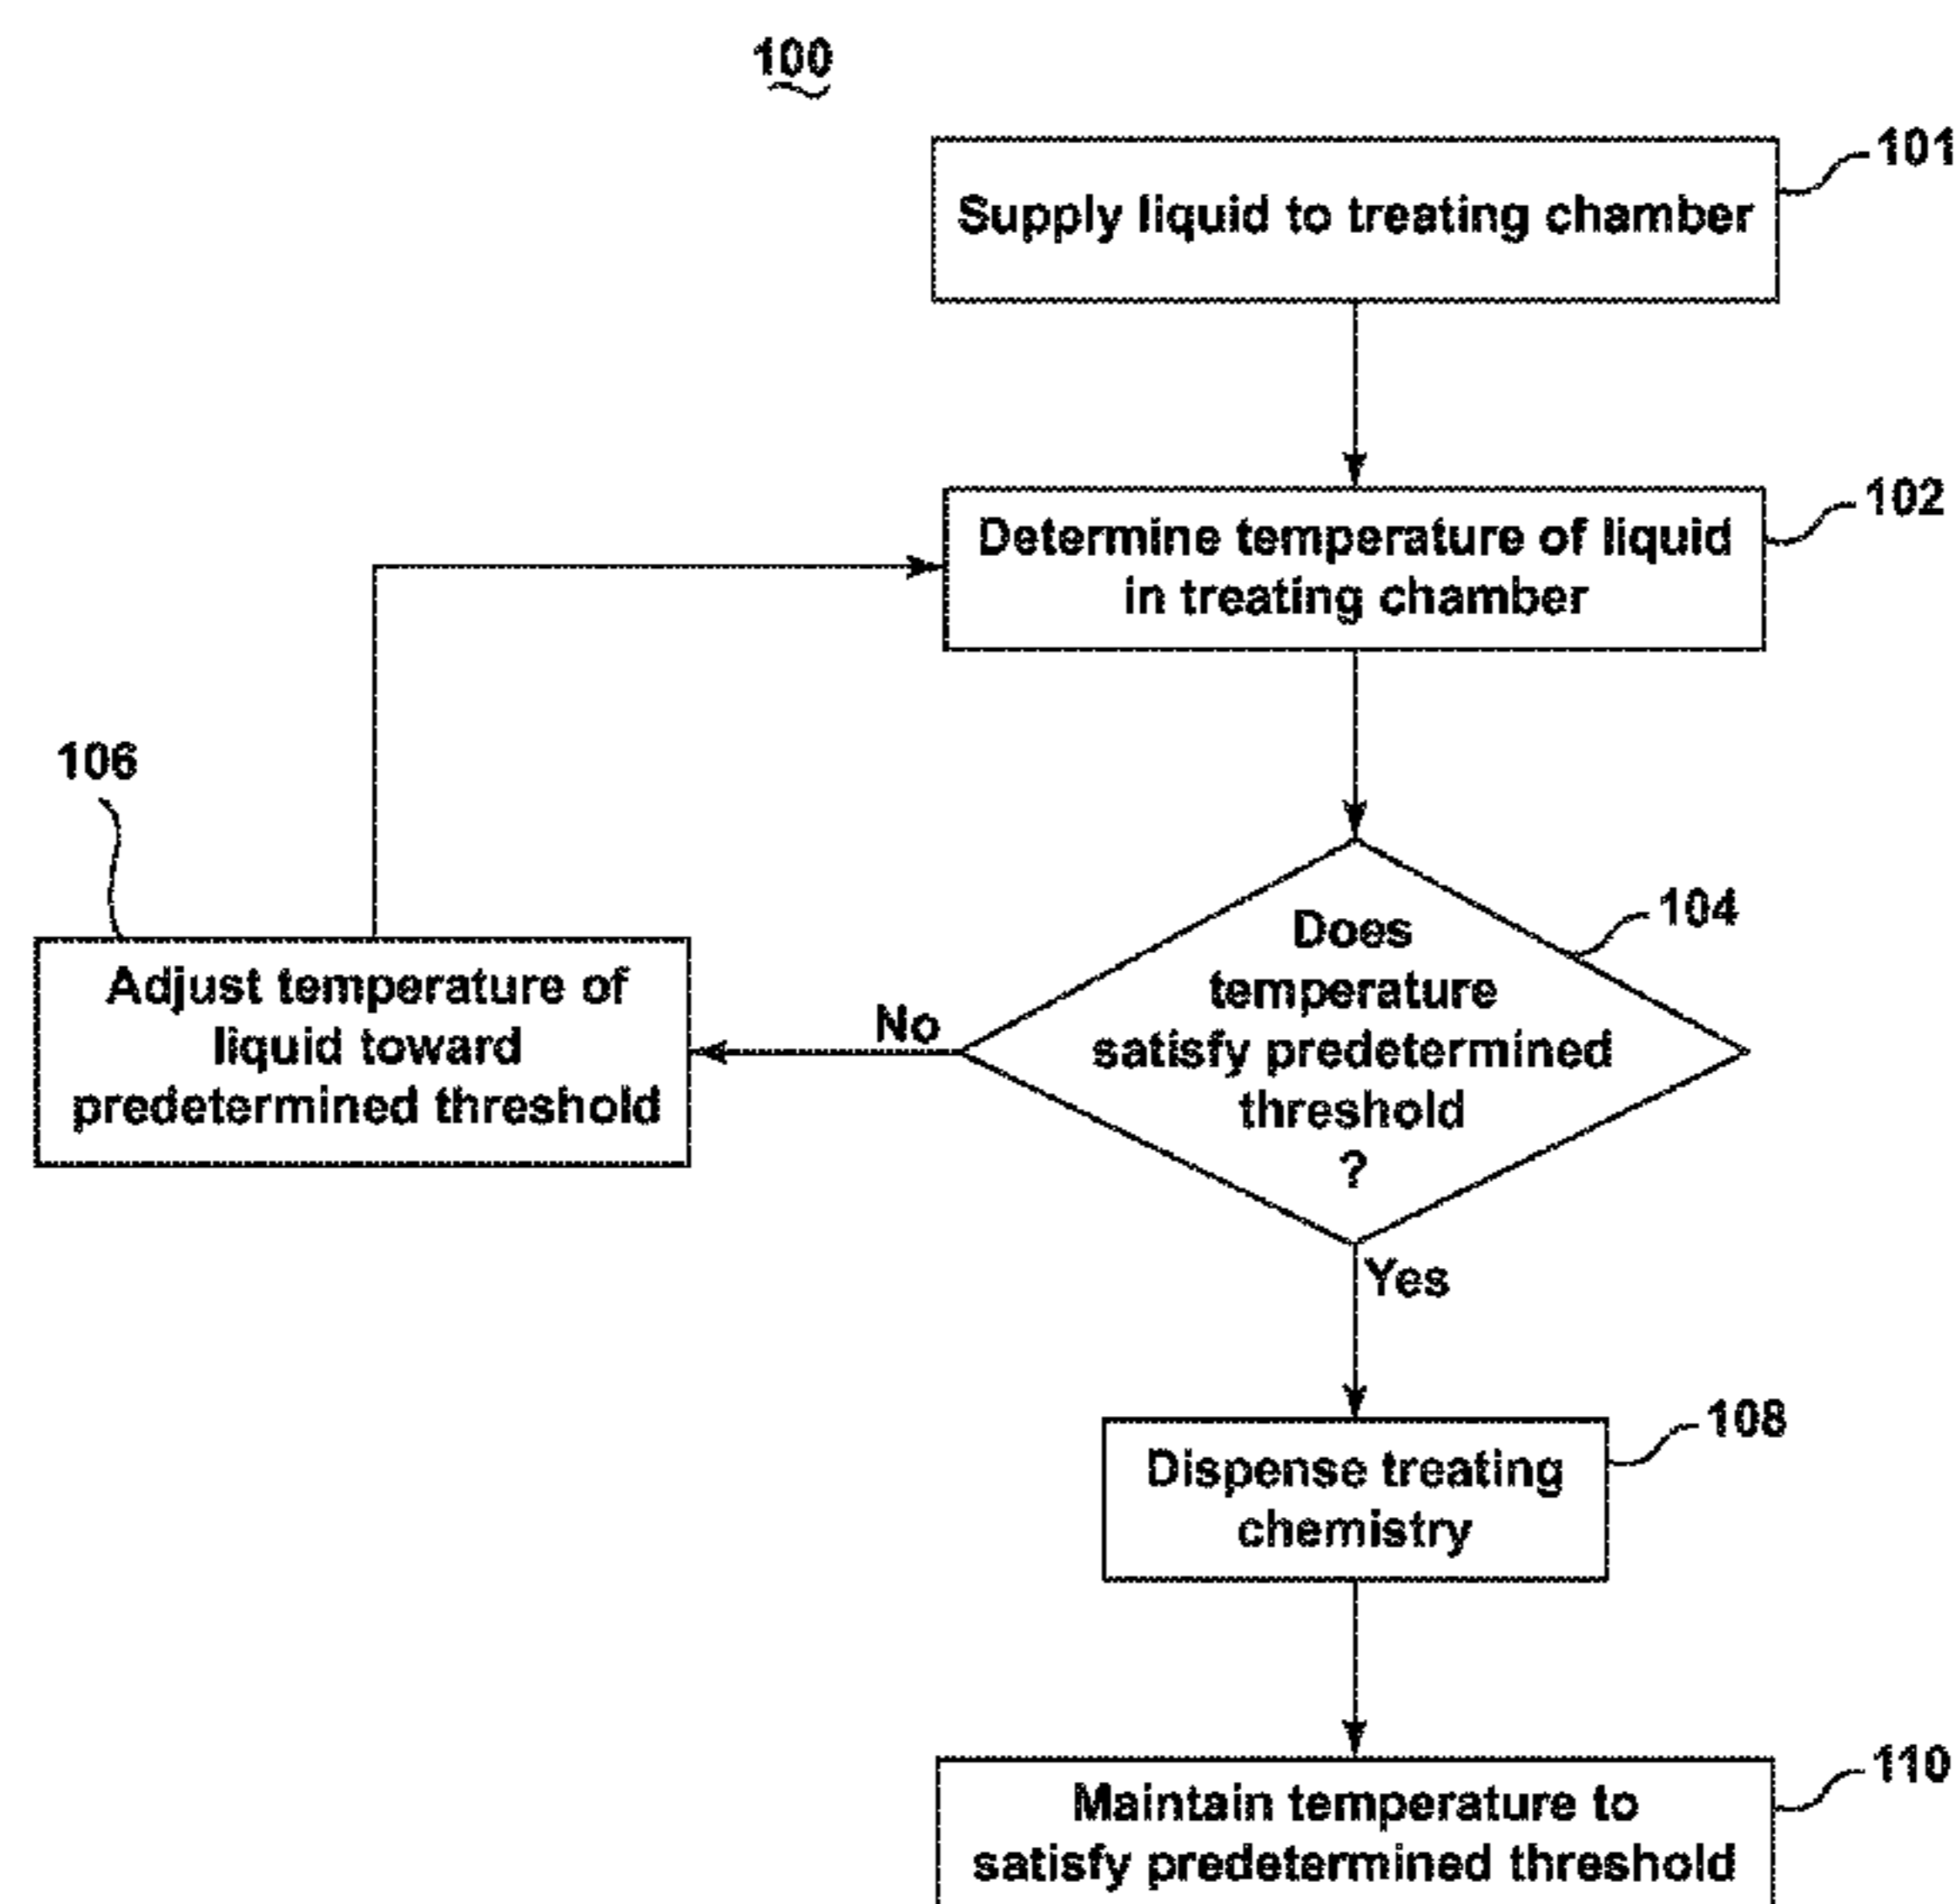 100
101
Supply liquid to treating chamber
102
Determine temperature of liquid
in treating chamber
106
104
Does
temperature
satisfy predetermined
threshold
?
No
Adjust temperature of
liquid toward
predetermined threshold
Yes
108
Dispense treating
chemistry
110
Maintain temperature to
satisfy predetermined threshold